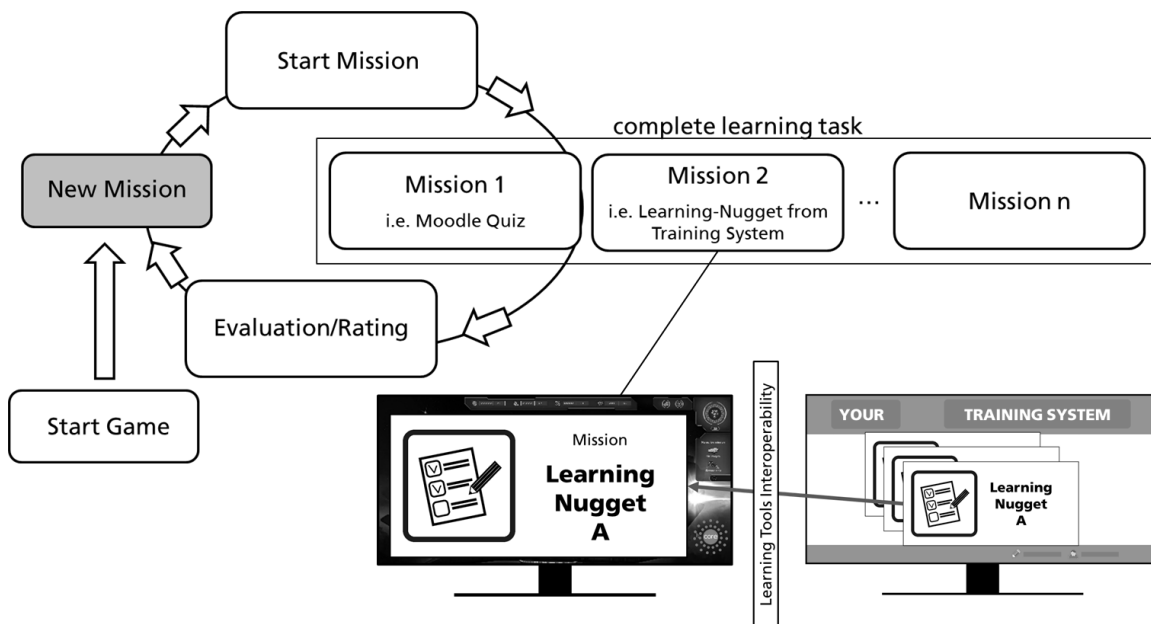 Start Mission
complete learning task
New Mission
Mission 1
i.e. Moodle Quiz
Mission 2
i.e. Learning-Nugget from
Training System
...
Mission n
Evaluation/Rating
Start Game
Mission
Learning
Nugget
A
core
Learning Tools Interoperability
YOUR
TRAINING SYSTEM
Learning
Nugget
A